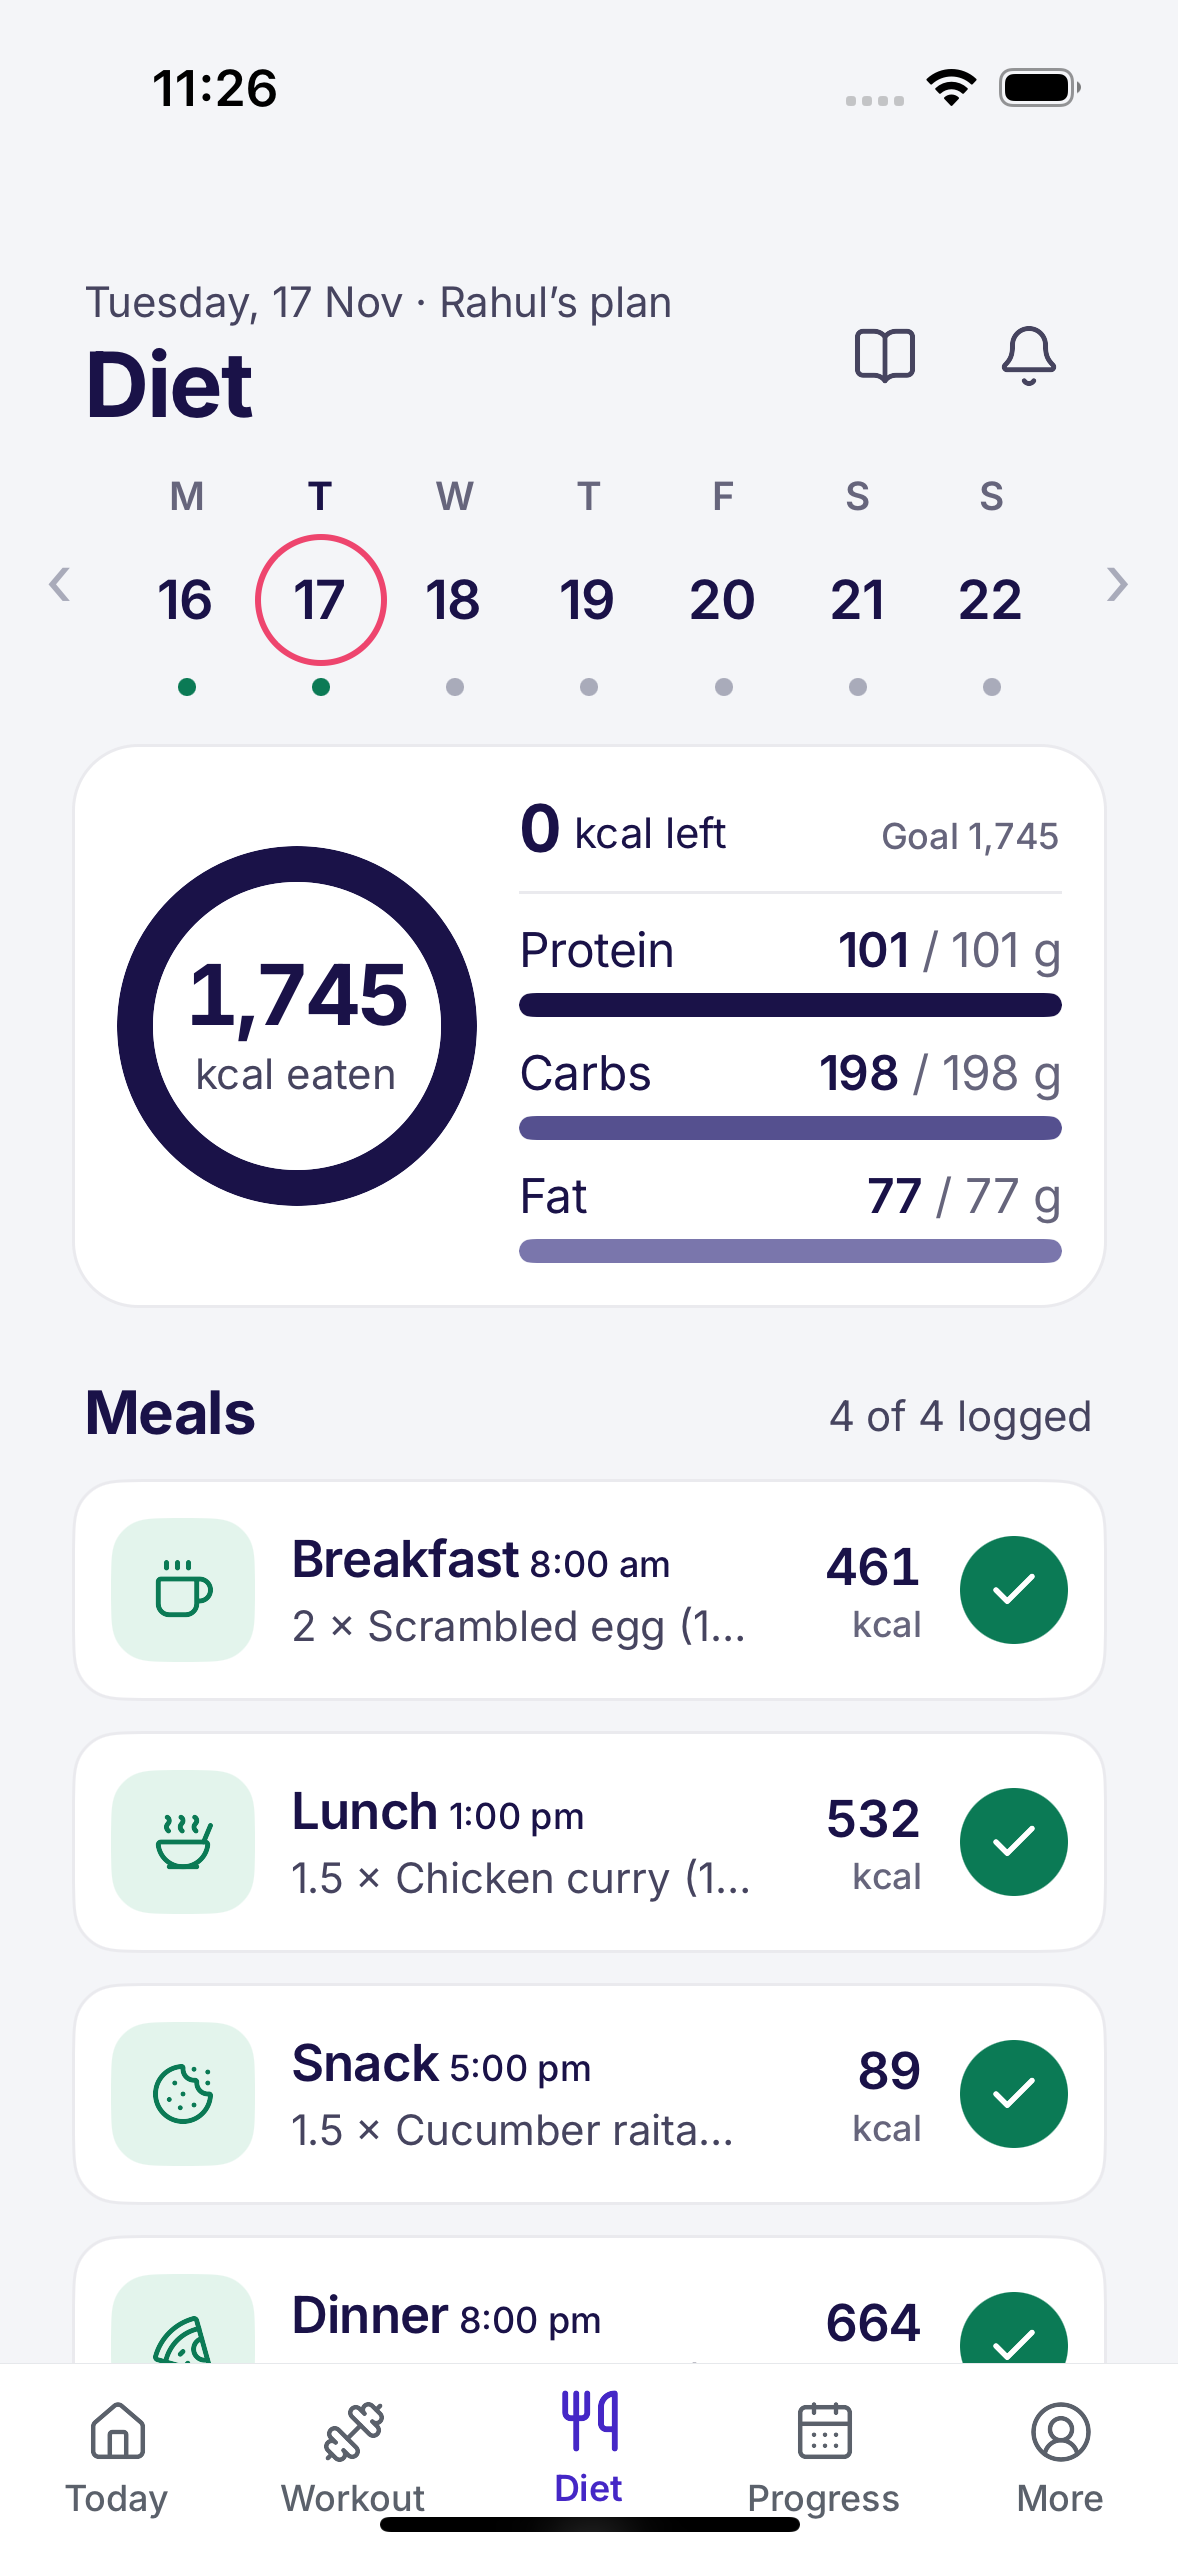 11:26
Tuesday, 17 Nov · Rahul’s plan
Diet
M T W T F S S
‹ 16 17 18 19 20 21 22 ›
0 kcal left Goal 1,745
1,745
kcal eaten
Protein 101 / 101 g
Carbs 198 / 198 g
Fat 77 / 77 g
Meals 4 of 4 logged
Breakfast 8:00 am 461
2 × Scrambled egg (1... kcal
Lunch 1:00 pm 532
1.5 × Chicken curry (1... kcal
Snack 5:00 pm 89
1.5 × Cucumber raita... kcal
Dinner 8:00 pm 664
Today Workout Diet Progress More